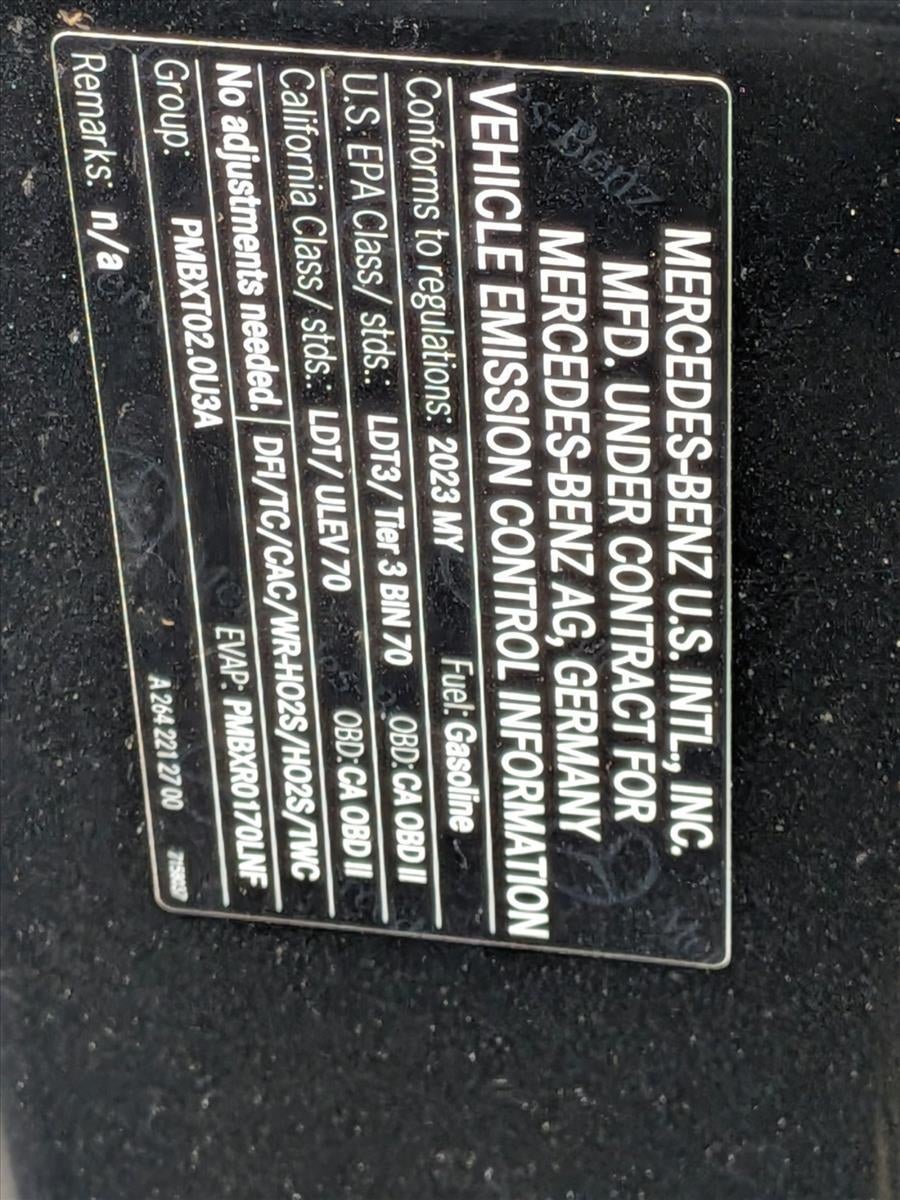 MERCEDES-BENZ U.S. INTL., INC.
MFD. UNDER CONTRACT FOR
MERCEDES-BENZ AG, GERMANY
VEHICLE EMISSION CONTROL INFORMATION
Conforms to regulations: 2023 MY Fuel: Gasoline
U.S. EPA Class/ stds.: LDT3/ Tier 3 BIN 70 OBD: CA OBD II
California Class/ stds.: LDT/ ULEV 70 OBD: CA OBD II
No adjustments needed. DFI/TC/CAC/WR-HO2S/HO2S/TWC
Group: PMBXT02.0U3A EVAP: PMBXR0170LNF
Remarks: n/a A 264 221 27 00